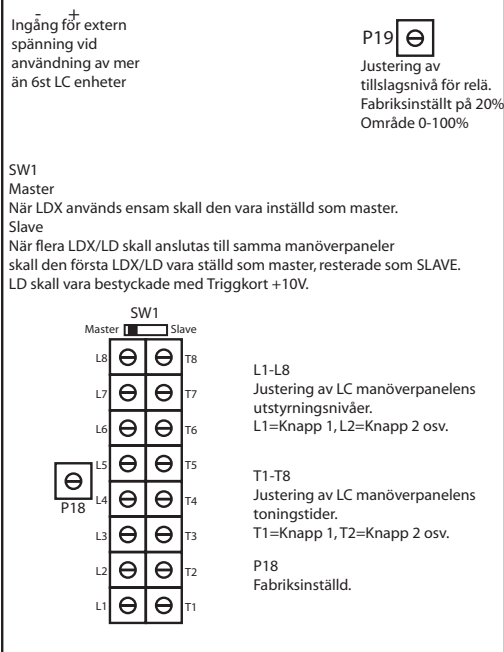 - +
Ingång för extern
spänning vid
användning av mer
än 6st LC enheter
P19
Justering av
tillslagsnivå för relä.
Fabriksinställt på 20%
Område 0-100%
SW1
Master
När LDX används ensam skall den vara inställd som master.
Slave
När flera LDX/LD skall anslutas till samma manöverpaneler
skall den första LDX/LD vara ställd som master, resterade som SLAVE.
LD skall vara bestyckade med Triggkort +10V.
SW1
Master Slave
L8 T8
L7 T7
L6 T6
L5 T5
L4 T4
L3 T3
L2 T2
L1 T1
P18
L1-L8
Justering av LC manöverpanelens
utstyrningsnivåer.
L1=Knapp 1, L2=Knapp 2 osv.
T1-T8
Justering av LC manöverpanelens
toningstider.
T1=Knapp 1, T2=Knapp 2 osv.
P18
Fabriksinställd.